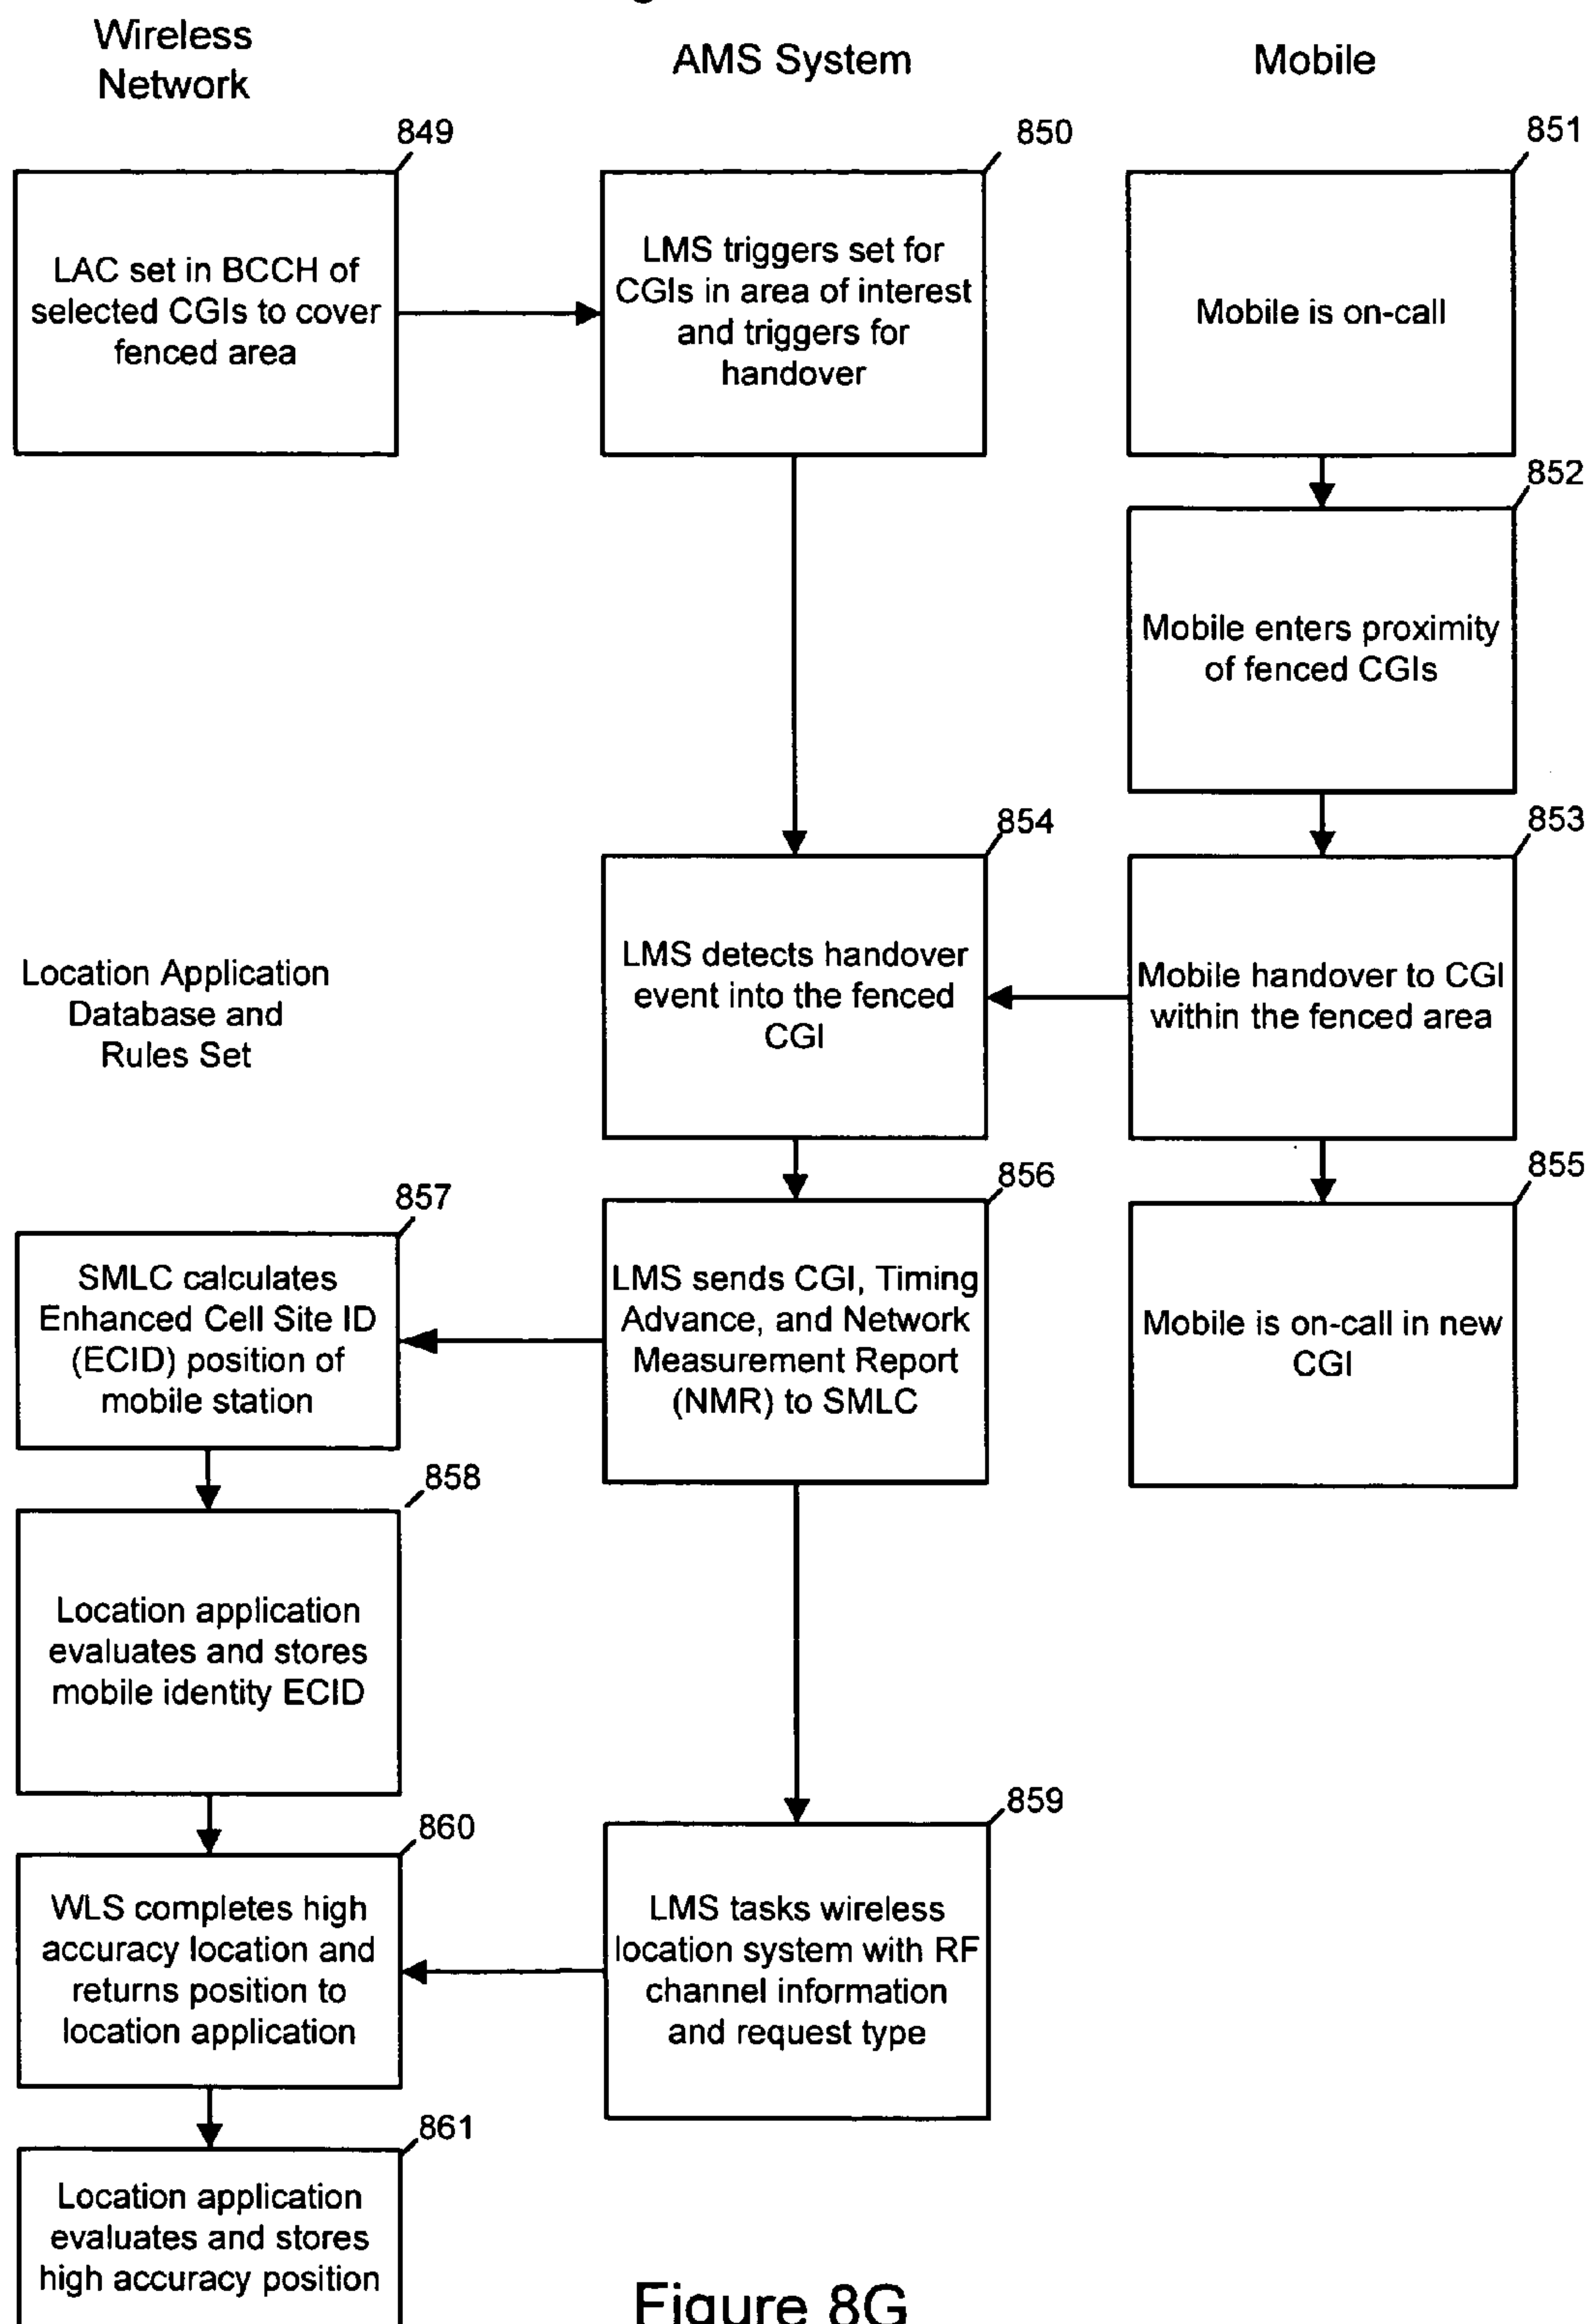 Wireless
Network
AMS System
Mobile
849
850
851
LAC set in BCCH of
selected CGIs to cover
fenced area
LMS triggers set for
CGIs in area of interest
and triggers for
handover
Mobile is on-call
852
Mobile enters proximity
of fenced CGIs
854
853
Location Application
Database and
Rules Set
LMS detects handover
event into the fenced
CGI
Mobile handover to CGI
within the fenced area
857
856
855
SMLC calculates
Enhanced Cell Site ID
(ECID) position of
mobile station
LMS sends CGI, Timing
Advance, and Network
Measurement Report
(NMR) to SMLC
Mobile is on-call in new
CGI
858
Location application
evaluates and stores
mobile identity ECID
860
859
WLS completes high
accuracy location and
returns position to
location application
LMS tasks wireless
location system with RF
channel information
and request type
861
Location application
evaluates and stores
high accuracy position
Figure 8G